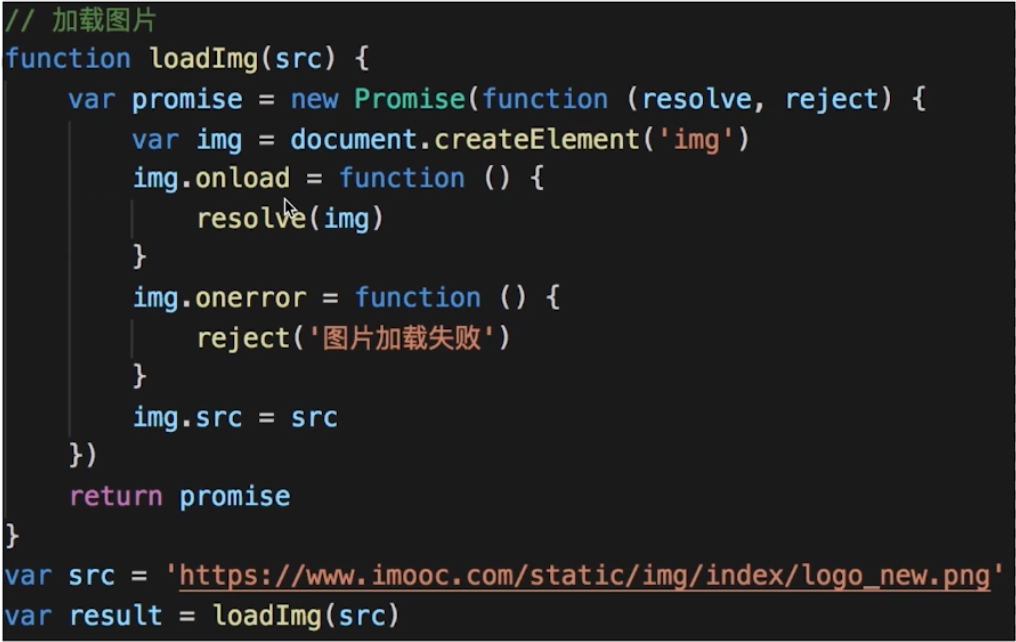 // 加载图片
function loadImg(src) {
    var promise = new Promise(function (resolve, reject) {
        var img = document.createElement('img')
        img.onload = function () {
            resolve(img)
        }
        img.onerror = function () {
            reject('图片加载失败')
        }
        img.src = src
    })
    return promise
}
var src = 'https://www.imooc.com/static/img/index/logo_new.png'
var result = loadImg(src)